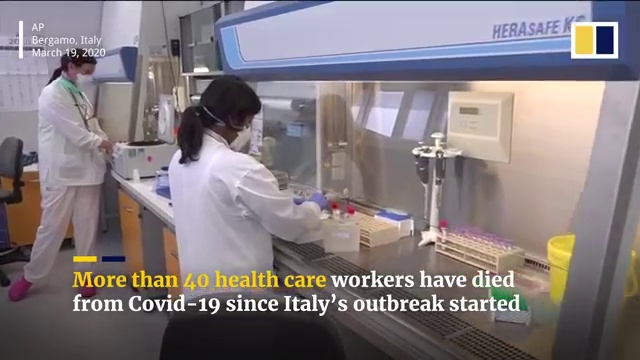 AP
Bergamo, Italy
March 19, 2020
HERASAFE KS
More than 40 health care workers have died
from Covid-19 since Italy's outbreak started